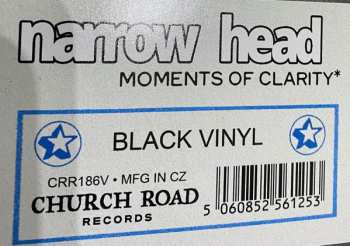 narrow head
MOMENTS OF CLARITY*
BLACK VINYL
CRR186V • MFG IN CZ
CHURCH ROAD
RECORDS
5 060852 561253